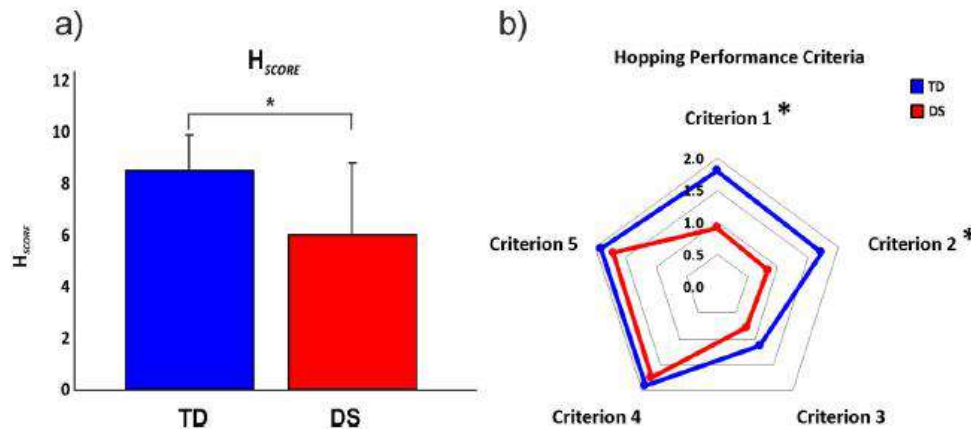 a)
H_SCORE
12
10
8
6
4
2
0
H_SCORE
*
TD
DS
b)
Hopping Performance Criteria
TD
DS
Criterion 1 *
2.0
1.5
1.0
0.5
0.0
Criterion 5
Criterion 2 *
Criterion 4
Criterion 3